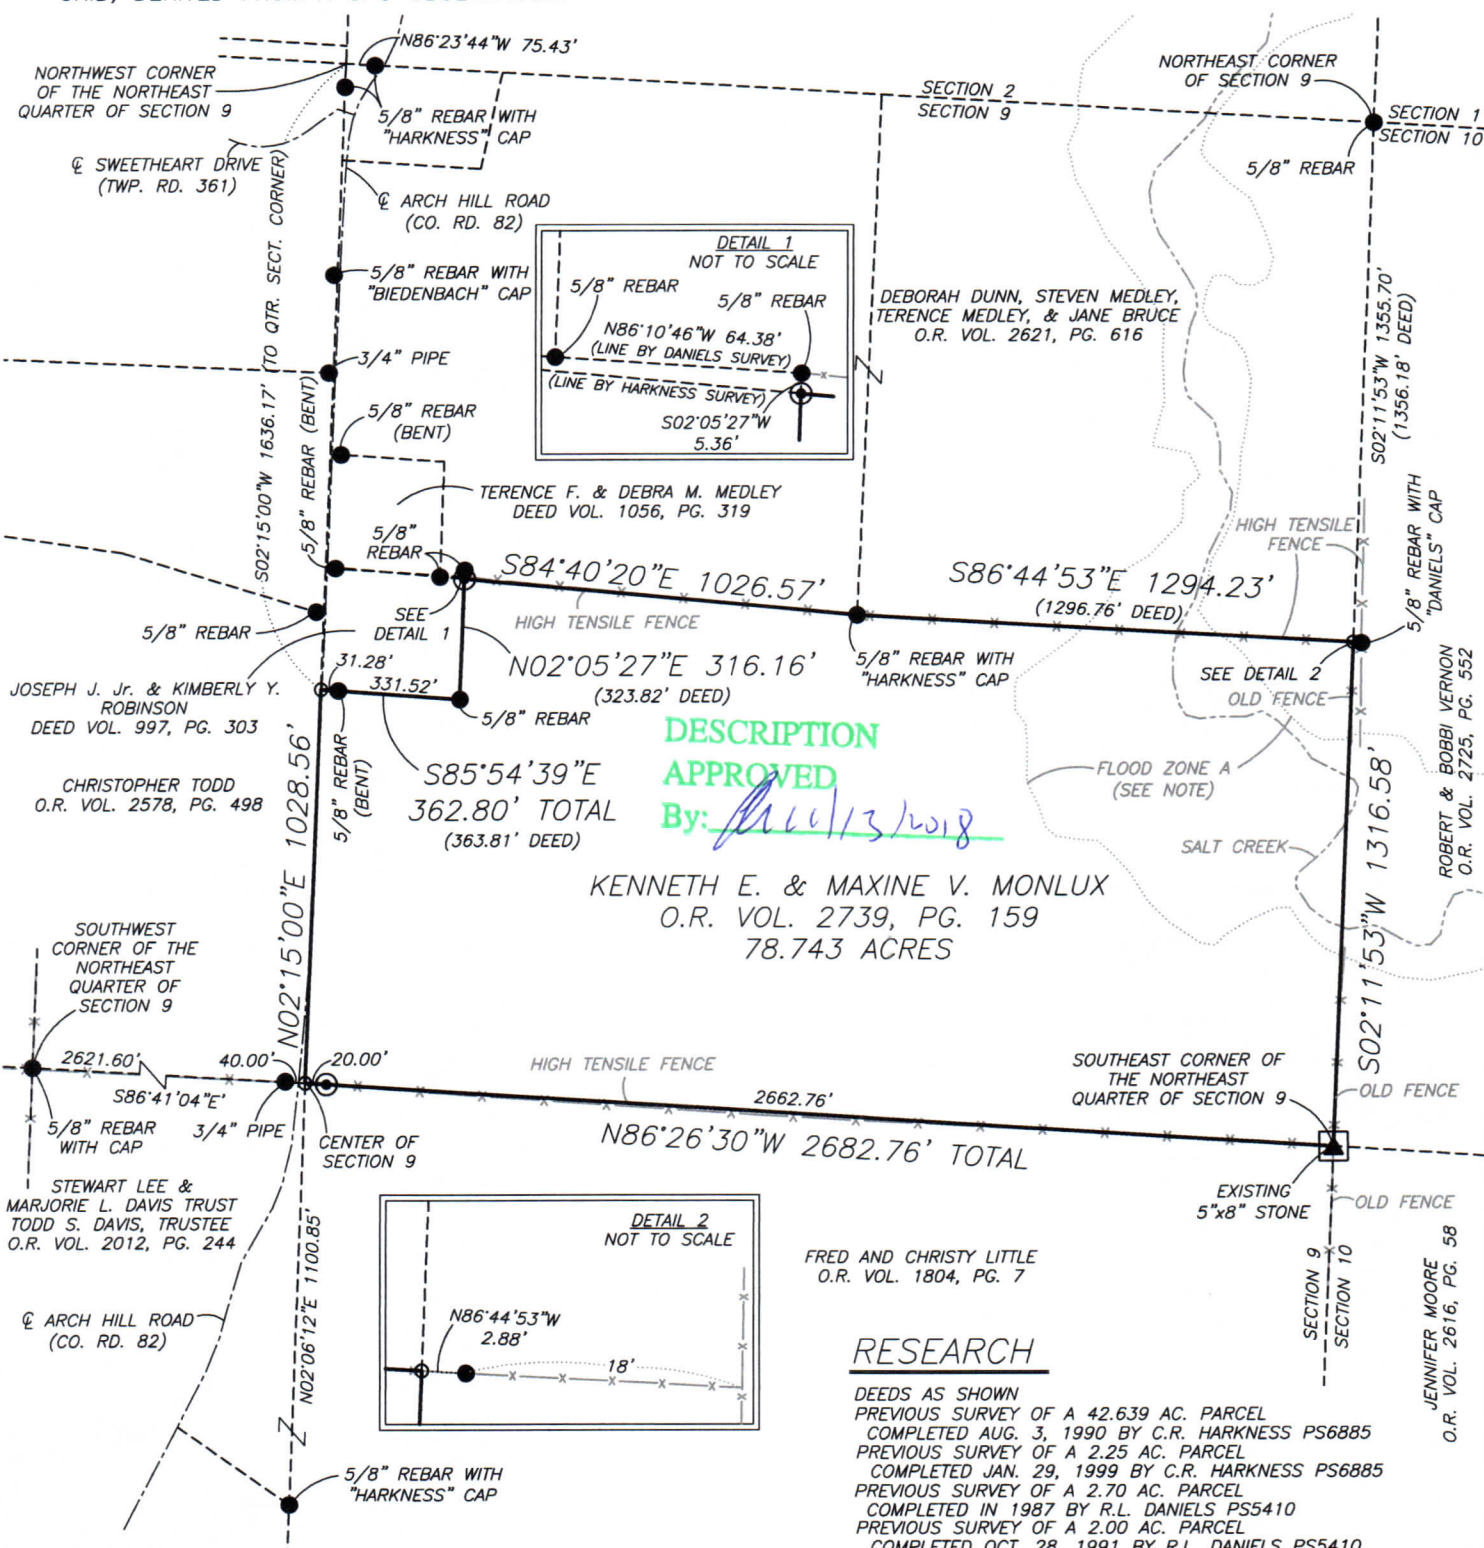 N86°23'44"W 75.43'
NORTHWEST CORNER
OF THE NORTHEAST
QUARTER OF SECTION 9
5/8" REBAR WITH
"HARKNESS" CAP
℄ SWEETHEART DRIVE
(TWP. RD. 361)
℄ ARCH HILL ROAD
(CO. RD. 82)
SECTION 2
SECTION 9
NORTHEAST CORNER
OF SECTION 9
SECTION 1
SECTION 10
5/8" REBAR
S02°15'00"W 1636.17' (TO QTR. SECT. CORNER)
5/8" REBAR WITH
"BIEDENBACH" CAP
3/4" PIPE
5/8" REBAR
(BENT)
5/8" REBAR (BENT)
DETAIL 1
NOT TO SCALE
5/8" REBAR
5/8" REBAR
N86°10'46"W 64.38'
(LINE BY DANIELS SURVEY)
(LINE BY HARKNESS SURVEY)
S02°05'27"W
5.36'
DEBORAH DUNN, STEVEN MEDLEY,
TERENCE MEDLEY, & JANE BRUCE
O.R. VOL. 2621, PG. 616
S02°11'53"W 1355.70'
(1356.18' DEED)
TERENCE F. & DEBRA M. MEDLEY
DEED VOL. 1056, PG. 319
5/8"
REBAR
S84°40'20"E 1026.57'
HIGH TENSILE FENCE
S86°44'53"E 1294.23'
(1296.76' DEED)
HIGH TENSILE
FENCE
5/8" REBAR WITH
"DANIELS" CAP
5/8" REBAR
SEE
DETAIL 1
N02°05'27"E 316.16'
(323.82' DEED)
5/8" REBAR WITH
"HARKNESS" CAP
SEE DETAIL 2
OLD FENCE
ROBERT & BOBBI VERNON
O.R. VOL. 2725, PG. 552
JOSEPH J. Jr. & KIMBERLY Y.
ROBINSON
DEED VOL. 997, PG. 303
31.28'
331.52'
5/8" REBAR
5/8" REBAR
(BENT)
CHRISTOPHER TODD
O.R. VOL. 2578, PG. 498
S85°54'39"E
362.80' TOTAL
(363.81' DEED)
DESCRIPTION
APPROVED
By:
FLOOD ZONE A
(SEE NOTE)
SALT CREEK
KENNETH E. & MAXINE V. MONLUX
O.R. VOL. 2739, PG. 159
78.743 ACRES
N02°15'00"E 1028.56'
S02°11'53"W 1316.58'
SOUTHWEST
CORNER OF THE
NORTHEAST
QUARTER OF
SECTION 9
2621.60'
40.00'
20.00'
S86°41'04"E'
HIGH TENSILE FENCE
2662.76'
N86°26'30"W 2682.76' TOTAL
SOUTHEAST CORNER OF
THE NORTHEAST
QUARTER OF SECTION 9
OLD FENCE
5/8" REBAR
WITH CAP
3/4" PIPE
CENTER OF
SECTION 9
EXISTING
5"x8" STONE
OLD FENCE
STEWART LEE &
MARJORIE L. DAVIS TRUST
TODD S. DAVIS, TRUSTEE
O.R. VOL. 2012, PG. 244
N02°06'12"E 1100.85'
℄ ARCH HILL ROAD
(CO. RD. 82)
5/8" REBAR WITH
"HARKNESS" CAP
DETAIL 2
NOT TO SCALE
N86°44'53"W
2.88'
18'
FRED AND CHRISTY LITTLE
O.R. VOL. 1804, PG. 7
SECTION 9
SECTION 10
JENNIFER MOORE
O.R. VOL. 2616, PG. 58
RESEARCH
DEEDS AS SHOWN
PREVIOUS SURVEY OF A 42.639 AC. PARCEL
COMPLETED AUG. 3, 1990 BY C.R. HARKNESS PS6885
PREVIOUS SURVEY OF A 2.25 AC. PARCEL
COMPLETED JAN. 29, 1999 BY C.R. HARKNESS PS6885
PREVIOUS SURVEY OF A 2.70 AC. PARCEL
COMPLETED IN 1987 BY R.L. DANIELS PS5410
PREVIOUS SURVEY OF A 2.00 AC. PARCEL
COMPLETED OCT. 28, 1991 BY R.L. DANIELS PS5410